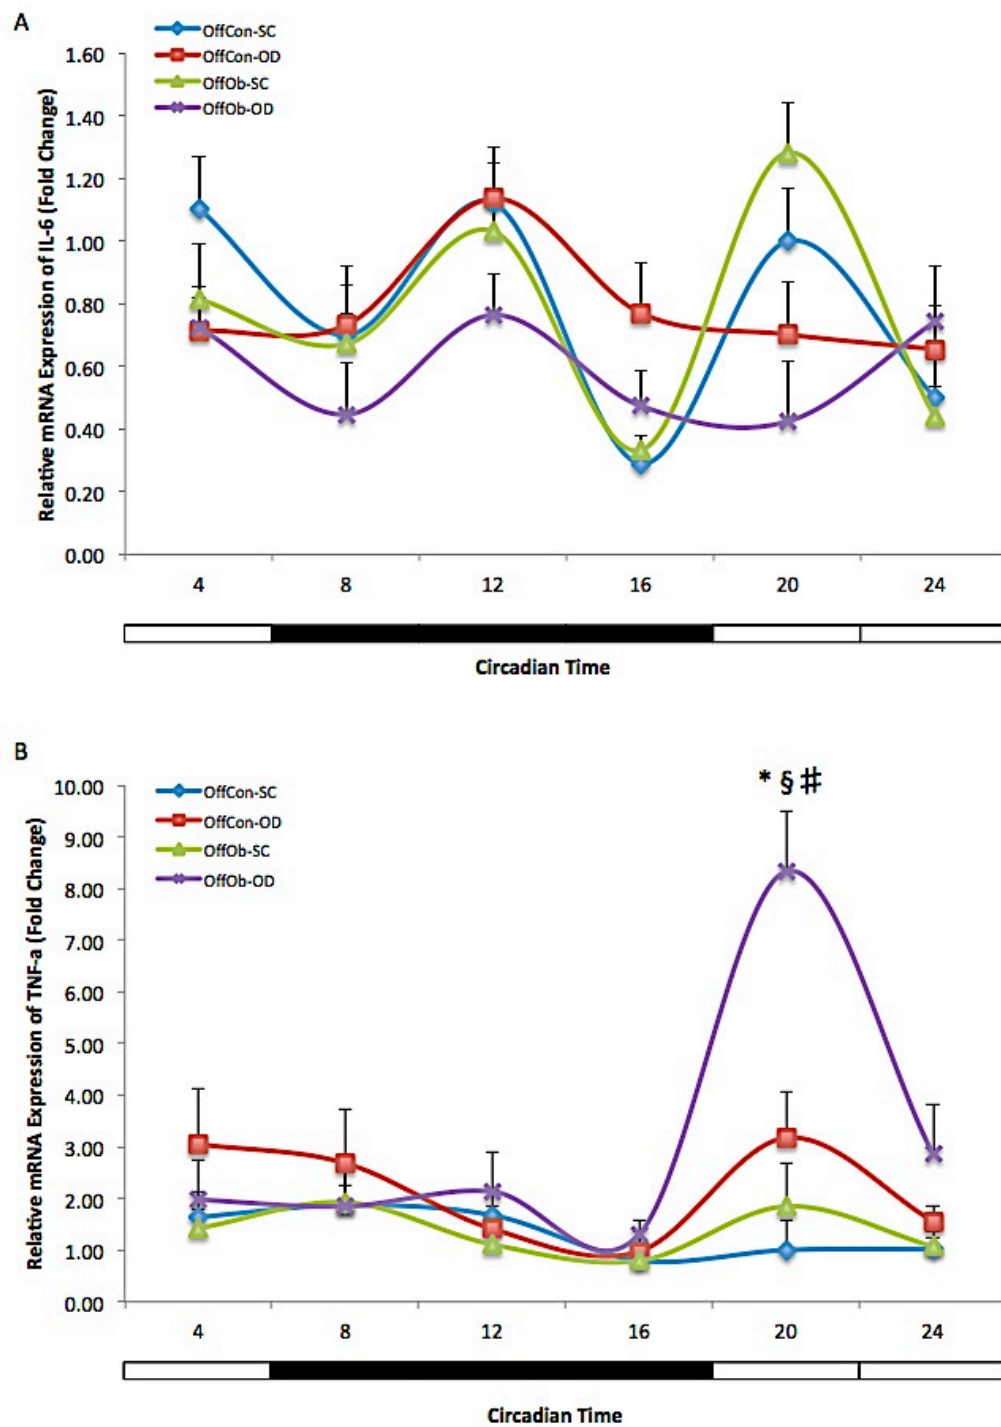 A
OffCon-SC
OffCon-OD
OffOb-SC
OffOb-OD
Relative mRNA Expression of IL-6 (Fold Change)
1.60
1.40
1.20
1.00
0.80
0.60
0.40
0.20
0.00
4 8 12 16 20 24
Circadian Time
B
* § #
OffCon-SC
OffCon-OD
OffOb-SC
OffOb-OD
Relative mRNA Expression of TNF-a (Fold Change)
10.00
9.00
8.00
7.00
6.00
5.00
4.00
3.00
2.00
1.00
0.00
4 8 12 16 20 24
Circadian Time